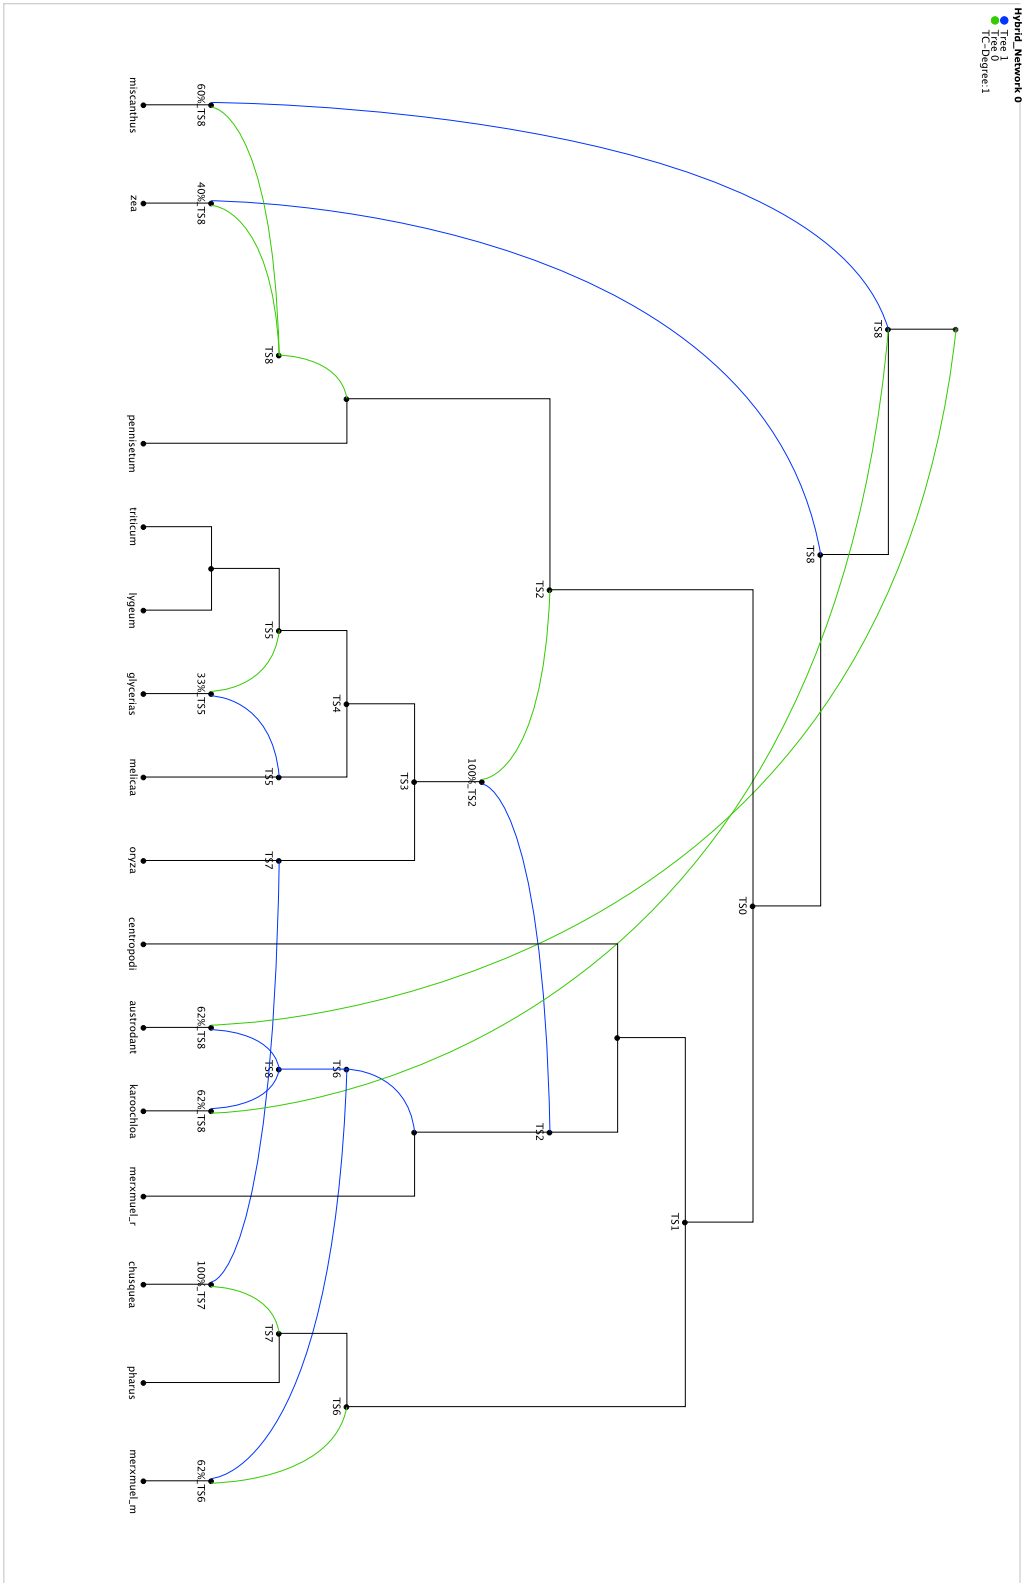 Hybrid_Network 0
Tree 1
Tree 0
TC-Degree:1
TS8
TS8
TS0
TS1
TS2
TS2
100%_TS2
TS3
TS4
TS6
TS6
TS8
TS5
TS5
TS7
TS8
TS7
60%_TS8
40%_TS8
33%_TS5
62%_TS8
62%_TS8
100%_TS7
62%_TS6
miscanthus
zea
pennisetum
triticum
lygeum
glycerias
melicaa
oryza
centropodi
austrodant
karoochloa
merxmuel_r
chusquea
pharus
merxmuel_m